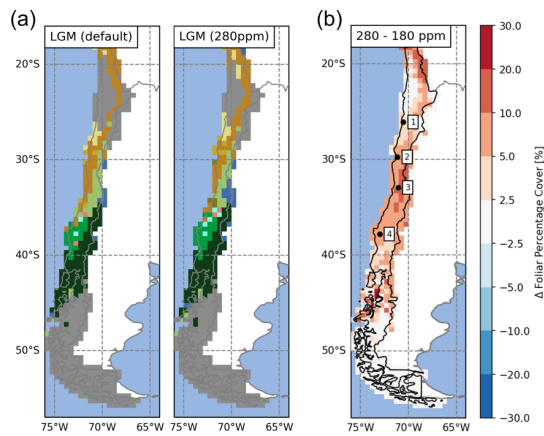 (a)
LGM (default)
LGM (280ppm)
(b)
280 - 180 ppm
20°S
30°S
40°S
50°S
75°W
70°W
65°W
75°W
70°W
65°W
20°S
30°S
40°S
50°S
75°W
70°W
65°W
1
2
3
4
30.0
20.0
10.0
5.0
2.5
−2.5
−5.0
−10.0
−20.0
−30.0
Δ Foliar Percentage Cover [%]